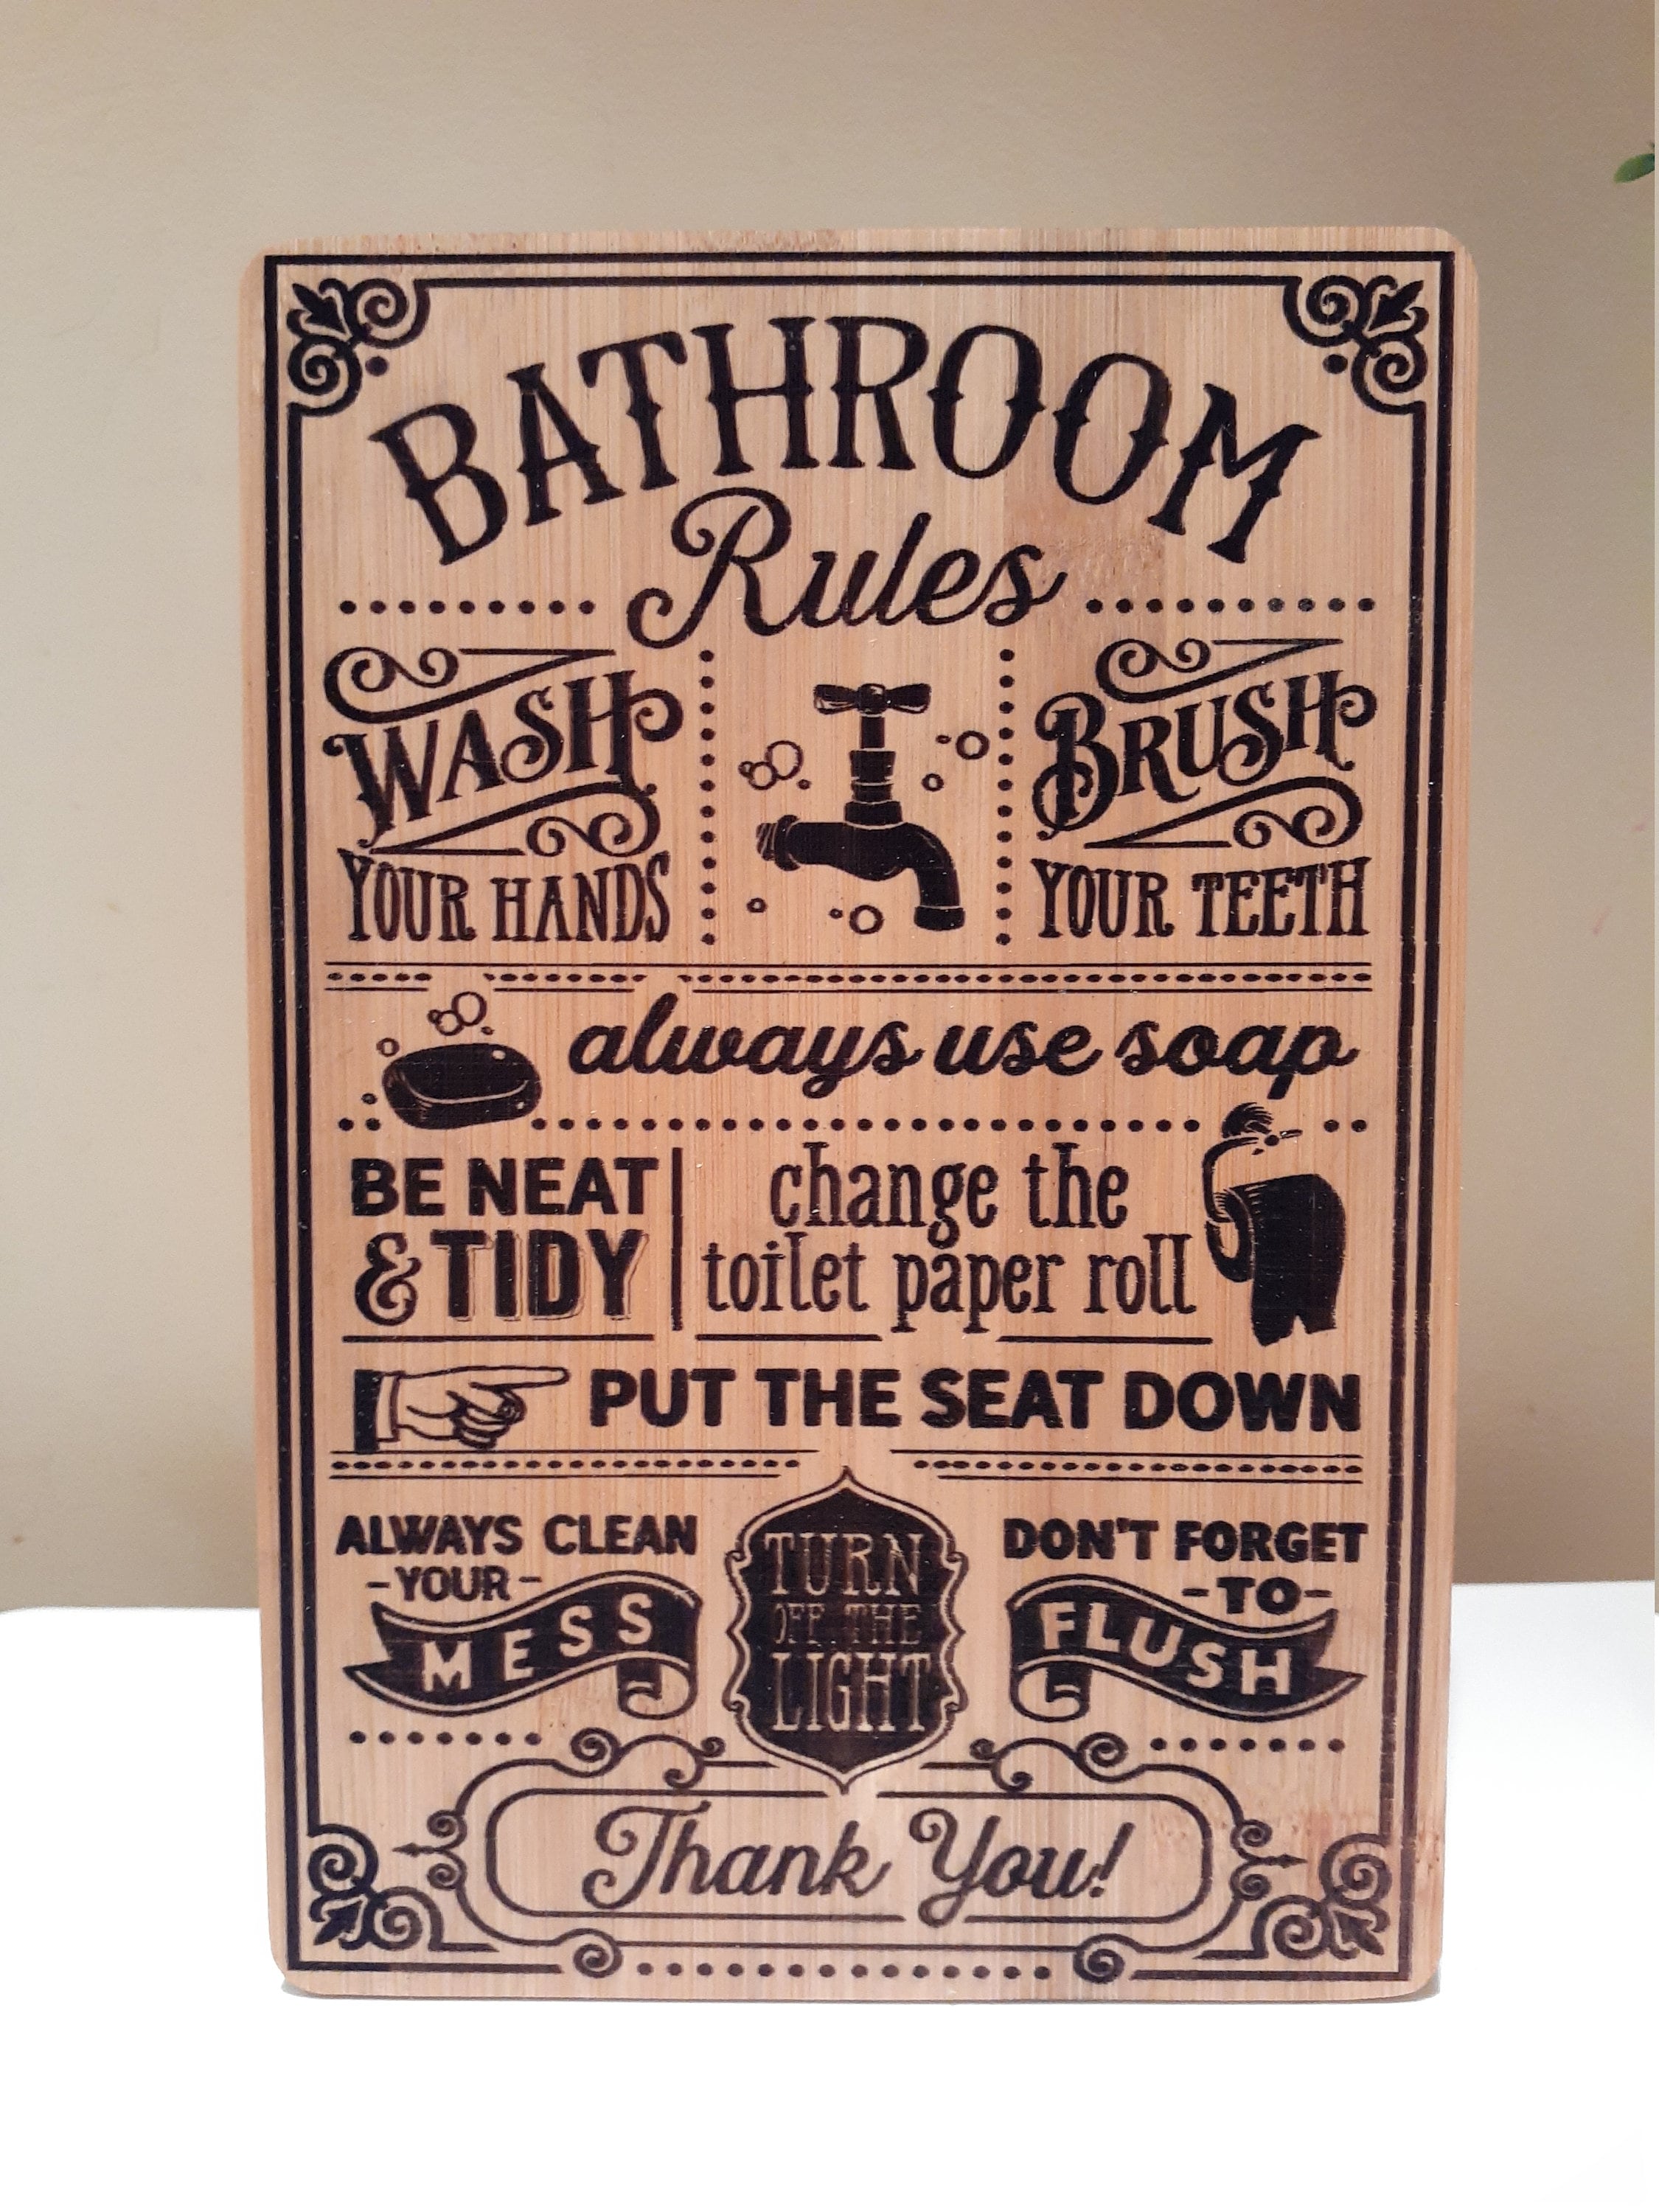 BATHROOM
Rules
WASH
YOUR HANDS
BRUSH
YOUR TEETH
always use soap
BE NEAT
& TIDY
change the
toilet paper roll
PUT THE SEAT DOWN
ALWAYS CLEAN
-YOUR-
MESS
TURN
OFF THE
LIGHT
DON'T FORGET
-TO-
FLUSH
Thank You!